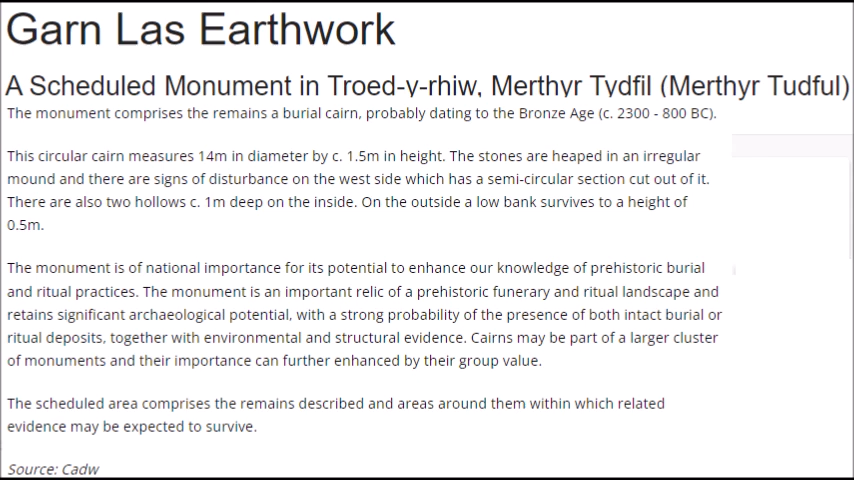 Garn Las Earthwork
A Scheduled Monument in Troed-y-rhiw, Merthyr Tydfil (Merthyr Tudful)
The monument comprises the remains a burial cairn, probably dating to the Bronze Age (c. 2300 - 800 BC).
This circular cairn measures 14m in diameter by c. 1.5m in height. The stones are heaped in an irregular
mound and there are signs of disturbance on the west side which has a semi-circular section cut out of it.
There are also two hollows c. 1m deep on the inside. On the outside a low bank survives to a height of
0.5m.
The monument is of national importance for its potential to enhance our knowledge of prehistoric burial
and ritual practices. The monument is an important relic of a prehistoric funerary and ritual landscape and
retains significant archaeological potential, with a strong probability of the presence of both intact burial or
ritual deposits, together with environmental and structural evidence. Cairns may be part of a larger cluster
of monuments and their importance can further enhanced by their group value.
The scheduled area comprises the remains described and areas around them within which related
evidence may be expected to survive.
Source: Cadw